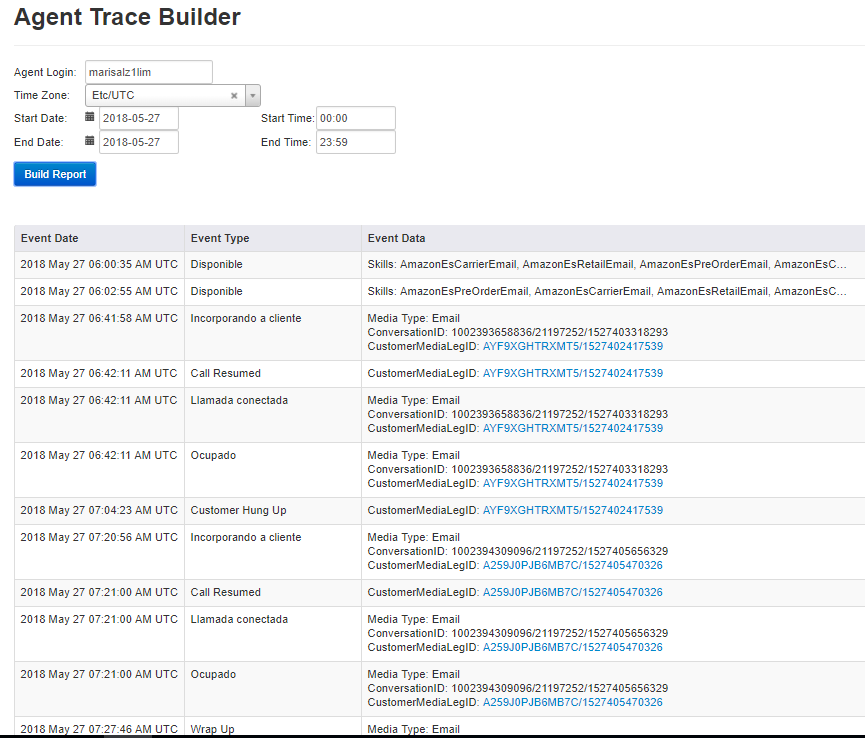 Agent Trace Builder
Agent Login: marisalz1lim
Time Zone: Etc/UTC
Start Date: 2018-05-27 Start Time: 00:00
End Date: 2018-05-27 End Time: 23:59
Build Report
Event Date Event Type Event Data
2018 May 27 06:00:35 AM UTC Disponible Skills: AmazonEsCarrierEmail, AmazonEsRetailEmail, AmazonEsPreOrderEmail, AmazonEsC...
2018 May 27 06:02:55 AM UTC Disponible Skills: AmazonEsPreOrderEmail, AmazonEsCarrierEmail, AmazonEsRetailEmail, AmazonEsC...
2018 May 27 06:41:58 AM UTC Incorporando a cliente Media Type: Email
ConversationID: 1002393658836/21197252/1527403318293
CustomerMediaLegID: AYF9XGHTRXMT5/1527402417539
2018 May 27 06:42:11 AM UTC Call Resumed CustomerMediaLegID: AYF9XGHTRXMT5/1527402417539
2018 May 27 06:42:11 AM UTC Llamada conectada Media Type: Email
ConversationID: 1002393658836/21197252/1527403318293
CustomerMediaLegID: AYF9XGHTRXMT5/1527402417539
2018 May 27 06:42:11 AM UTC Ocupado Media Type: Email
ConversationID: 1002393658836/21197252/1527403318293
CustomerMediaLegID: AYF9XGHTRXMT5/1527402417539
2018 May 27 07:04:23 AM UTC Customer Hung Up CustomerMediaLegID: AYF9XGHTRXMT5/1527402417539
2018 May 27 07:20:56 AM UTC Incorporando a cliente Media Type: Email
ConversationID: 1002394309096/21197252/1527405656329
CustomerMediaLegID: A259J0PJB6MB7C/1527405470326
2018 May 27 07:21:00 AM UTC Call Resumed CustomerMediaLegID: A259J0PJB6MB7C/1527405470326
2018 May 27 07:21:00 AM UTC Llamada conectada Media Type: Email
ConversationID: 1002394309096/21197252/1527405656329
CustomerMediaLegID: A259J0PJB6MB7C/1527405470326
2018 May 27 07:21:00 AM UTC Ocupado Media Type: Email
ConversationID: 1002394309096/21197252/1527405656329
CustomerMediaLegID: A259J0PJB6MB7C/1527405470326
2018 May 27 07:27:46 AM UTC Wrap Up Media Type: Email